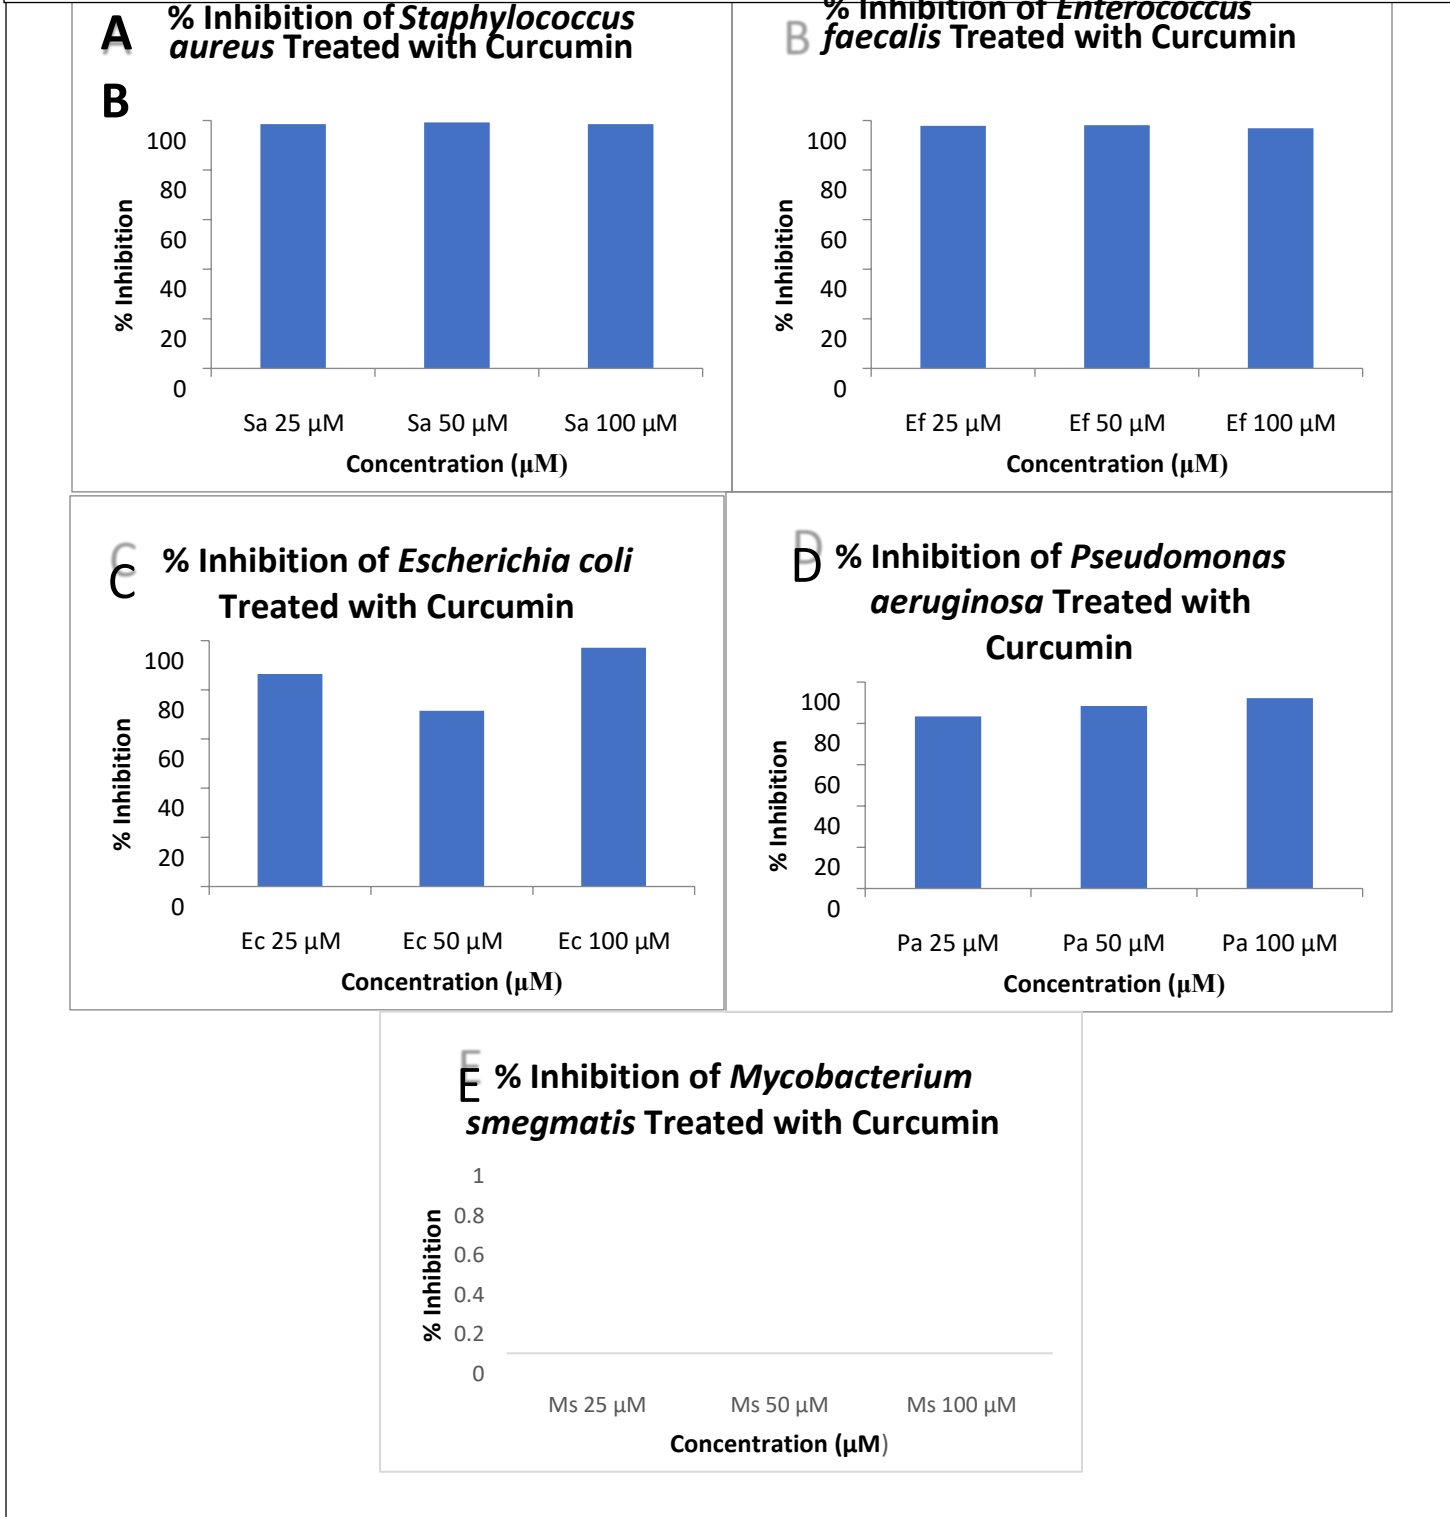 A
% Inhibition of Staphylococcus
aureus Treated with Curcumin
B
100
80
60
40
20
0
% Inhibition
Sa 25 μM Sa 50 μM Sa 100 μM
Concentration (μM)
B
% Inhibition of Enterococcus
faecalis Treated with Curcumin
100
80
60
40
20
0
% Inhibition
Ef 25 μM Ef 50 μM Ef 100 μM
Concentration (μM)
C
C
% Inhibition of Escherichia coli
Treated with Curcumin
100
80
60
40
20
0
% Inhibition
Ec 25 μM Ec 50 μM Ec 100 μM
Concentration (μM)
D
D
% Inhibition of Pseudomonas
aeruginosa Treated with
Curcumin
100
80
60
40
20
0
% Inhibition
Pa 25 μM Pa 50 μM Pa 100 μM
Concentration (μM)
E
E
% Inhibition of Mycobacterium
smegmatis Treated with Curcumin
1
0.8
0.6
0.4
0.2
0
% Inhibition
Ms 25 μM Ms 50 μM Ms 100 μM
Concentration (μM)